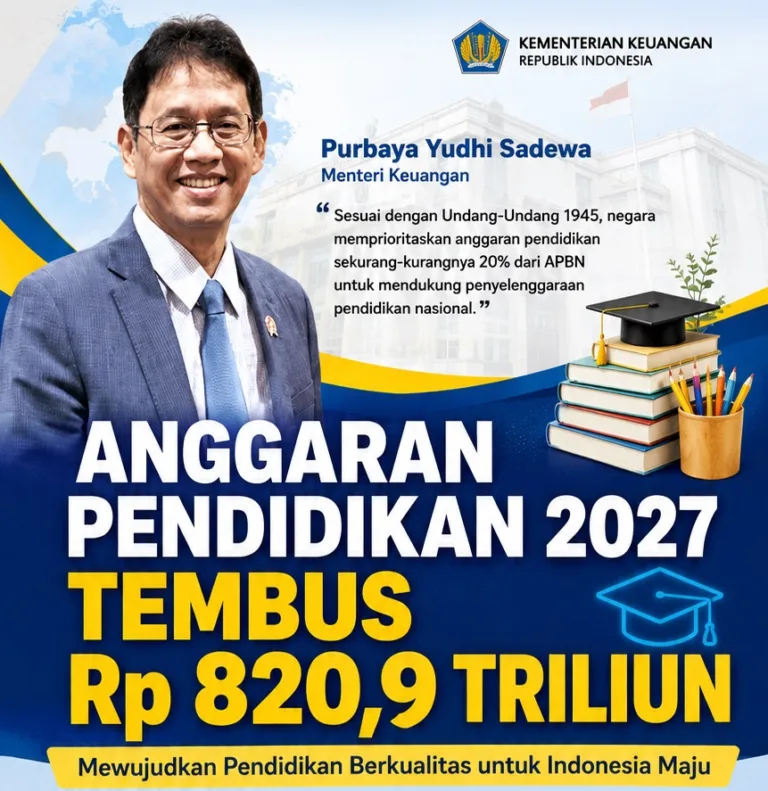 KEMENTERIAN KEUANGAN
REPUBLIK INDONESIA
Purbaya Yudhi Sadewa
Menteri Keuangan
“ Sesuai dengan Undang-Undang 1945, negara
memprioritaskan anggaran pendidikan
sekurang-kurangnya 20% dari APBN
untuk mendukung penyelenggaraan
pendidikan nasional. ”
ANGGARAN
PENDIDIKAN 2027
TEMBUS
Rp 820,9 TRILIUN
Mewujudkan Pendidikan Berkualitas untuk Indonesia Maju